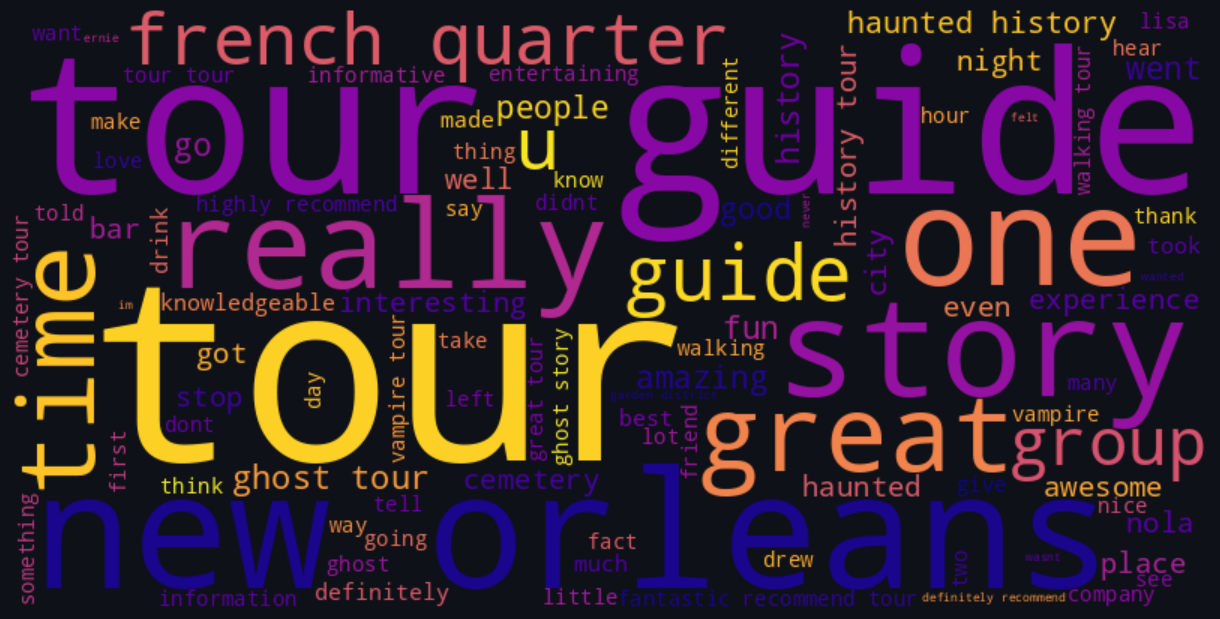 want
ernie
french quarter
haunted history
lisa
tour tour
informative
entertaining
history
night
hear
went
tour guide
make
made
people
different
history tour
hour
felt
walking tour
love
go
thing
u
well
know
highly recommend
say
didnt
good
never
told
bar
drink
really
guide
city
one
thank
took
wanted
cemetery tour
time
im
knowledgeable
interesting
fun
even
experience
tour
got
vampire tour
take
great tour
ghost story
walking
story
day
stop
left
amazing
garden district
many
dont
best
lot
friend
great
vampire
group
first
think
ghost tour
cemetery
haunted
give
awesome
nice
nola
something
new orleans
tell
way
going
ghost
fact
much
drew
two
wasnt
place
see
information
definitely
little
fantastic
recommend tour
definitely recommend
company